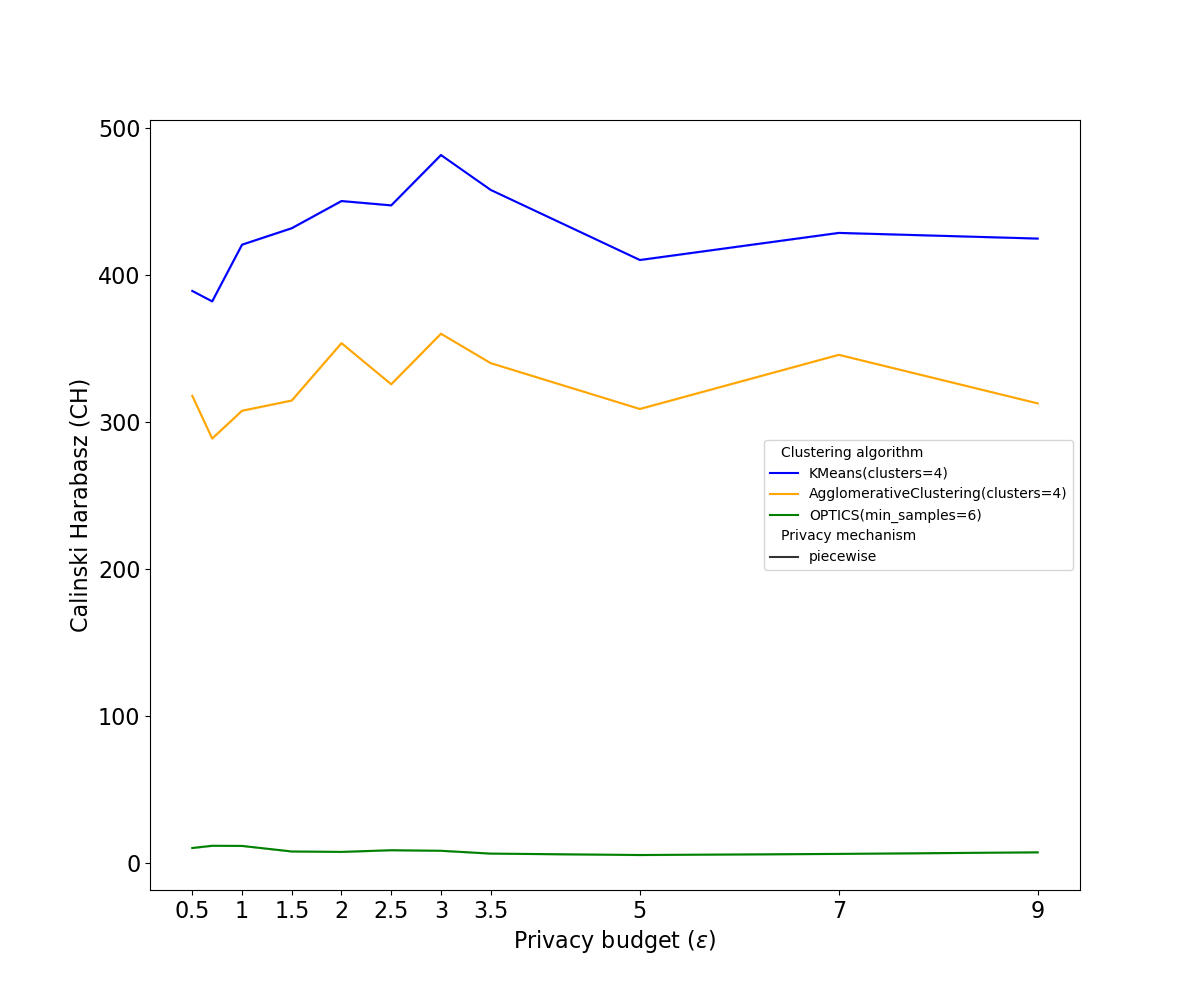 500
400
300
200
100
0
Calinski Harabasz (CH)
Clustering algorithm
KMeans(clusters=4)
AgglomerativeClustering(clusters=4)
OPTICS(min_samples=6)
Privacy mechanism
piecewise
0.5 1 1.5 2 2.5 3 3.5 5 7 9
Privacy budget (ε)